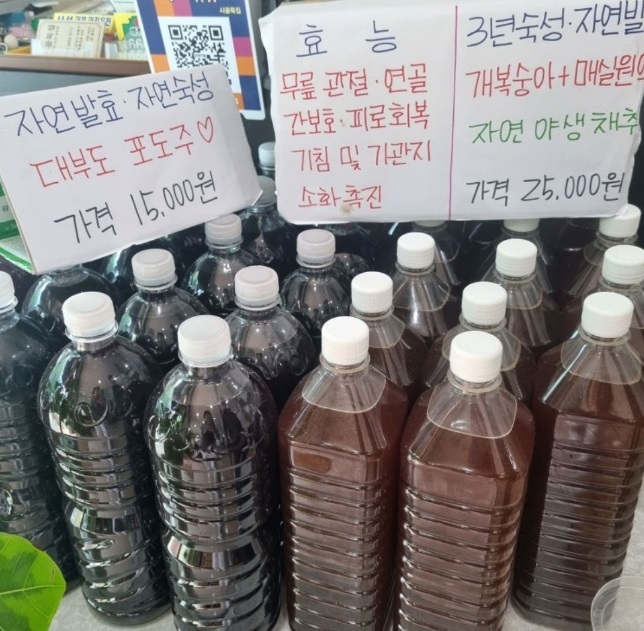 자연발효·자연숙성
대부도 포도주♡
가격 15,000원
효 능
무릎 관절·연골
간보호·피로회복
기침 및 기관지
소화촉진
3년숙성·자연발
개복숭아+매실원
자연 야생채추
가격 25,000원